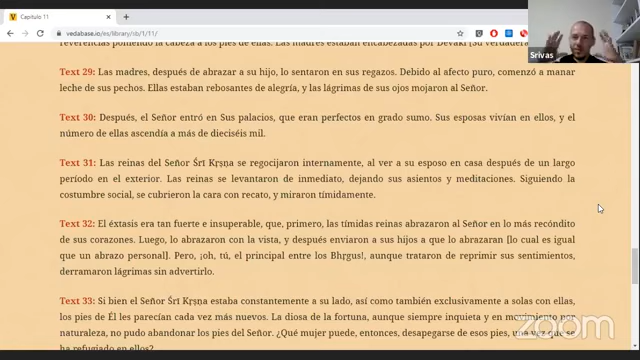 Capítulo 11
vedabase.io/es/library/sb/1/11/
reverencias poniendo la cabeza a los pies de ellas. Las madres estaban encabezadas por Devakī [Su verdadera
Text 29: Las madres, después de abrazar a su hijo, lo sentaron en sus regazos. Debido al afecto puro, comenzó a manar
leche de sus pechos. Ellas estaban rebosantes de alegría, y las lágrimas de sus ojos mojaron al Señor.
Text 30: Después, el Señor entró en Sus palacios, que eran perfectos en grado sumo. Sus esposas vivían en ellos, y el
número de ellas ascendía a más de dieciséis mil.
Text 31: Las reinas del Señor Śrī Kṛṣṇa se regocijaron internamente, al ver a su esposo en casa después de un largo
período en el exterior. Las reinas se levantaron de inmediato, dejando sus asientos y meditaciones. Siguiendo la
costumbre social, se cubrieron la cara con recato, y miraron tímidamente.
Text 32: El éxtasis era tan fuerte e insuperable, que, primero, las tímidas reinas abrazaron al Señor en lo más recóndito
de sus corazones. Luego, lo abrazaron con la vista, y después enviaron a sus hijos a que lo abrazaran [lo cual es igual
que un abrazo personal]. Pero, ¡oh, tú, el principal entre los Bhṛgus!, aunque trataron de reprimir sus sentimientos,
derramaron lágrimas sin advertirlo.
Text 33: Si bien el Señor Śrī Kṛṣṇa estaba constantemente a su lado, así como también exclusivamente a solas con ellas,
los pies de Él les parecían cada vez más nuevos. La diosa de la fortuna, aunque siempre inquieta y en movimiento por
naturaleza, no pudo abandonar los pies del Señor. ¿Qué mujer puede, entonces, desapegarse de esos pies, una vez que se
ha refugiado en ellos?
Srivas
zoom